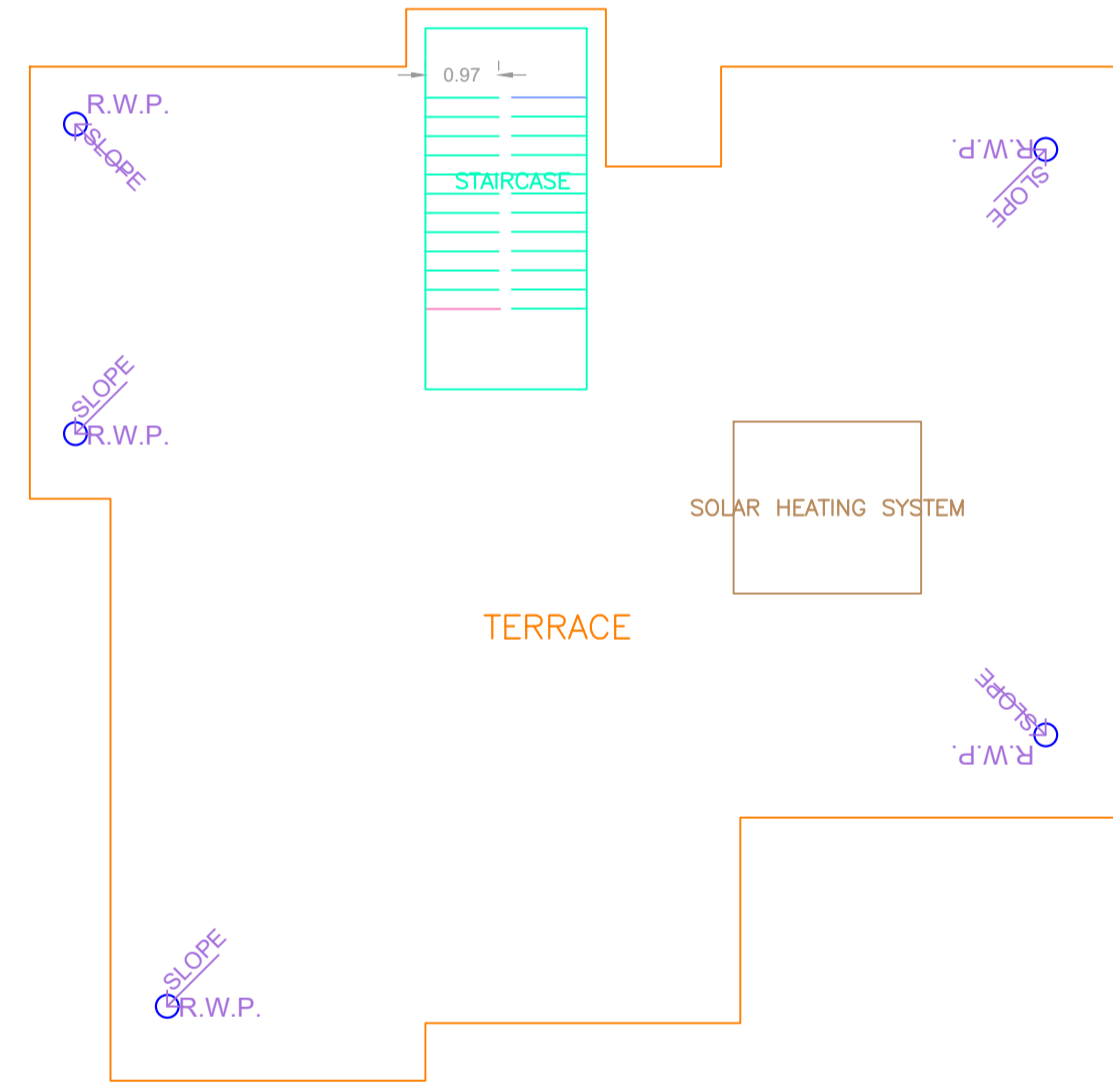 0.97
R.W.P.
SLOPE
R.W.P.
SLOPE
STAIRCASE
SLOPE
R.W.P.
SOLAR HEATING SYSTEM
TERRACE
SLOPE
R.W.P.
SLOPE
R.W.P.